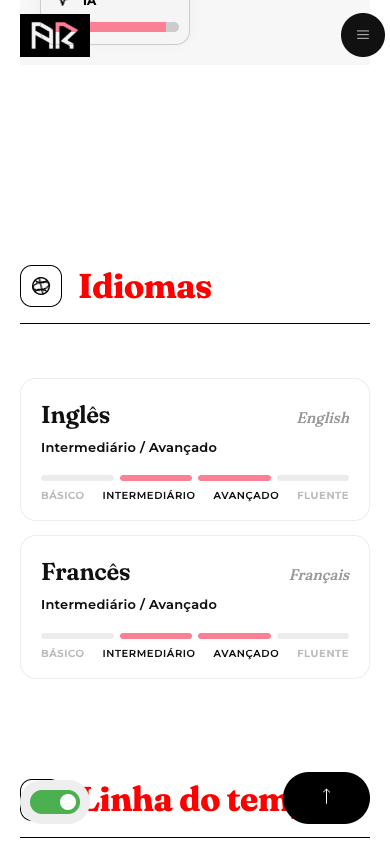 IA
AR
Idiomas
Inglês
English
Intermediário / Avançado
BÁSICO INTERMEDIÁRIO AVANÇADO FLUENTE
Francês
Français
Intermediário / Avançado
BÁSICO INTERMEDIÁRIO AVANÇADO FLUENTE
Linha do tem